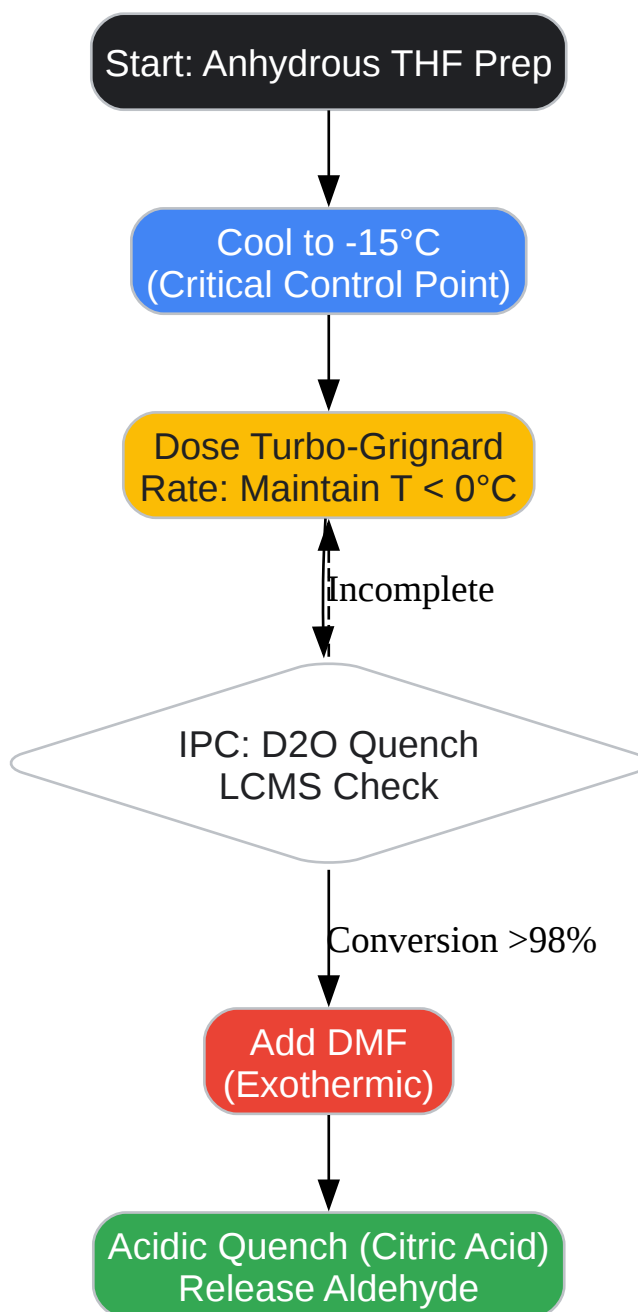 Start: Anhydrous THF Prep
Cool to -15°C
(Critical Control Point)
Dose Turbo-Grignard
Rate: Maintain T < 0°C
Incomplete
IPC: D2O Quench
LCMS Check
Conversion >98%
Add DMF
(Exothermic)
Acidic Quench (Citric Acid)
Release Aldehyde